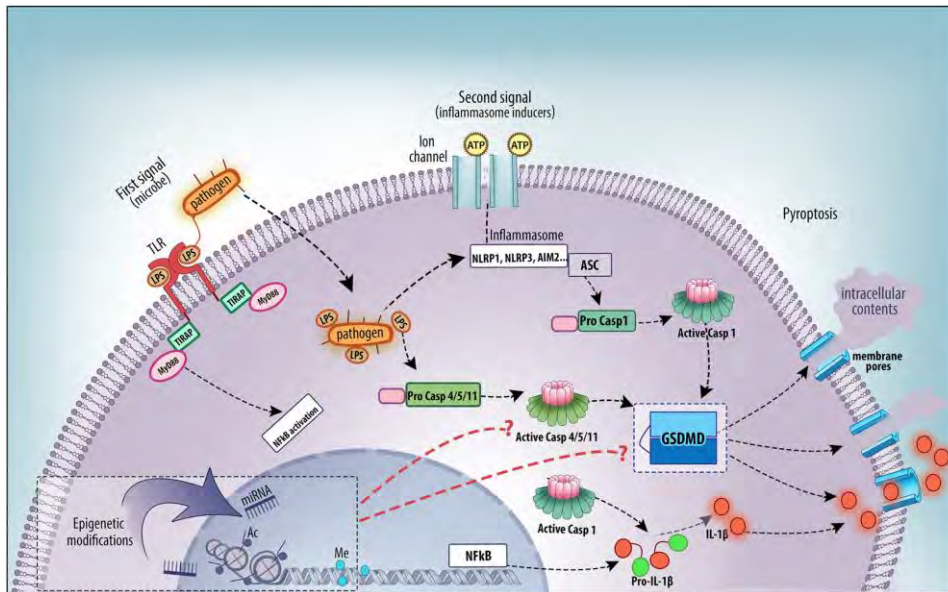 Second signal
(inflammasome inducers)
ATP
ATP
Ion
channel
First signal
(microbe)
pathogen
TLR
LPS
LPS
TIRAP
MyD88
TIRAP
MyD88
NFkB activation
LPS
LPS
pathogen
LPS
Inflammasome
NLRP1, NLRP3, AIM2...
ASC
Pro Casp1
Active Casp 1
Pyroptosis
intracellular
contents
membrane
pores
Pro Casp 4/5/11
Active Casp 4/5/11
?
?
GSDMD
Epigenetic
modifications
miRNA
Ac
Me
NFkB
Active Casp 1
Pro-IL-1β
IL-1β